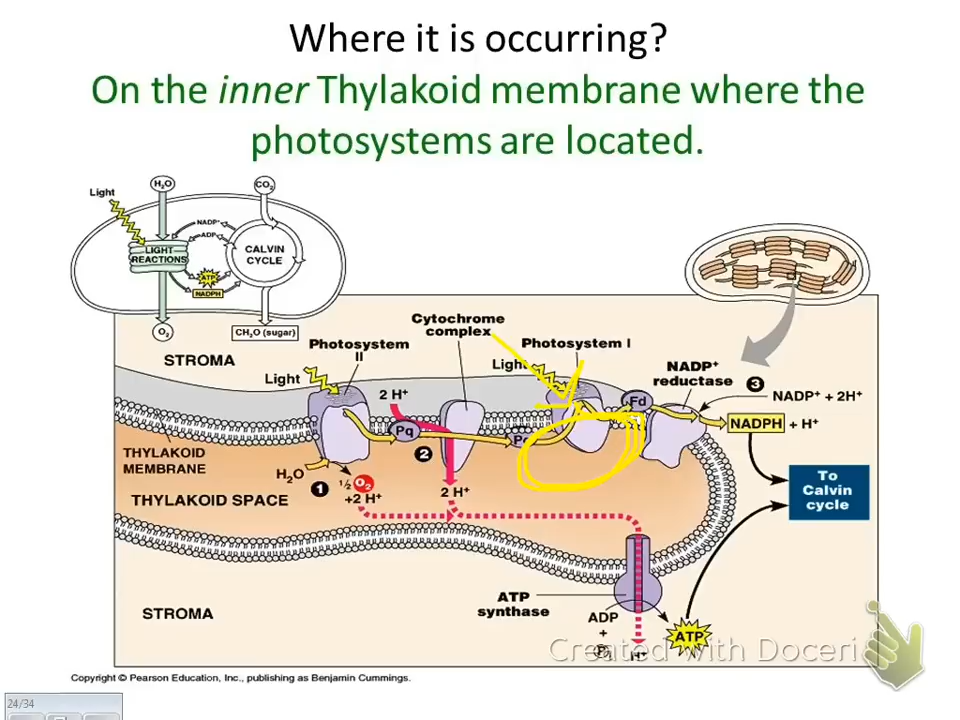 Where it is occurring?
On the inner Thylakoid membrane where the
photosystems are located.
Light
H₂O
CO₂
NADP⁺
ADP
LIGHT
REACTIONS
CALVIN
CYCLE
ATP
NADPH
O₂
CH₂O (sugar)
STROMA
Photosystem
II
Cytochrome
complex
Photosystem I
Light
Light
NADP⁺
reductase
3
NADP⁺ + 2H⁺
2 H⁺
Fd
Pq
NADPH + H⁺
2
THYLAKOID
MEMBRANE
H₂O
1
½ O₂
+2 H⁺
2 H⁺
THYLAKOID SPACE
To
Calvin
cycle
ATP
synthase
STROMA
ADP
+
H⁺
ATP
Created with Doceri
Copyright © Pearson Education, Inc., publishing as Benjamin Cummings.
24/34